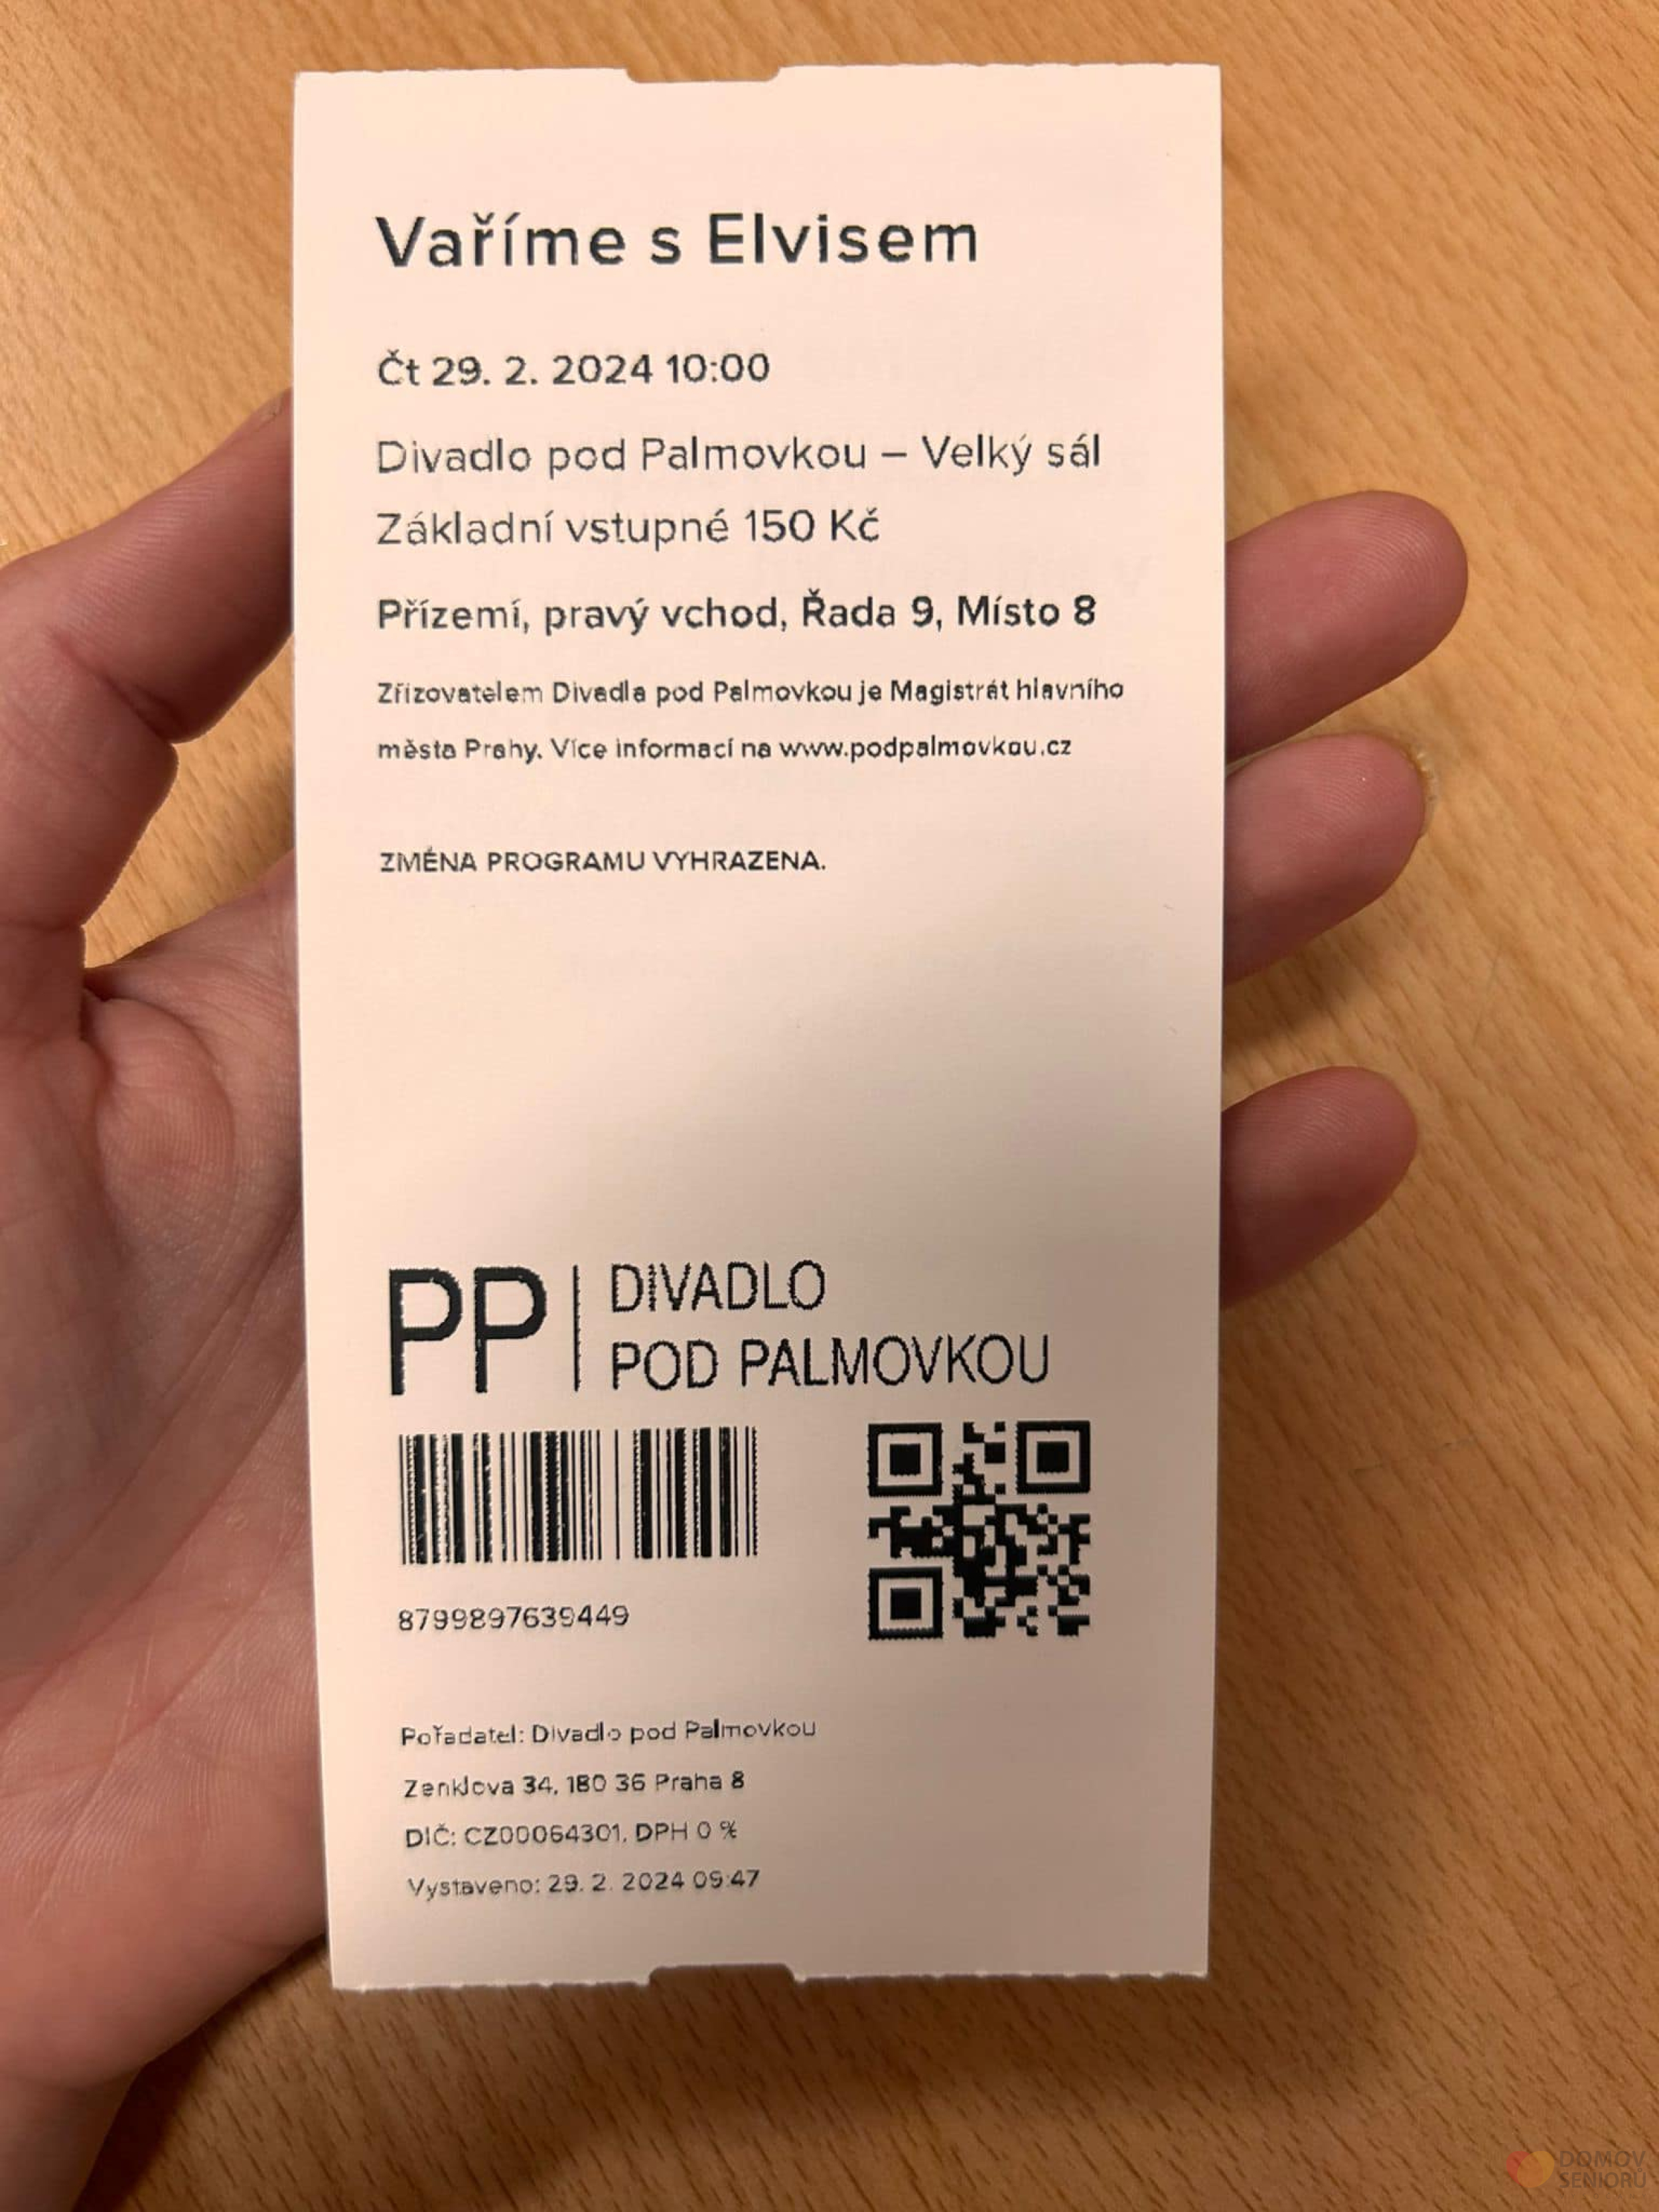 Vaříme s Elvisem
Čt 29. 2. 2024 10:00
Divadlo pod Palmovkou – Velký sál
Základní vstupné 150 Kč
Přízemí, pravý vchod, Řada 9, Místo 8
Zřizovatelem Divadla pod Palmovkou je Magistrát hlavního
města Prahy. Více informací na www.podpalmovkou.cz
ZMĚNA PROGRAMU VYHRAZENA.
PP | DIVADLO
POD PALMOVKOU
8799897639449
Pořadatel: Divadlo pod Palmovkou
Zenklova 34, 180 36 Praha 8
DIČ: CZ00064301, DPH 0 %
Vystaveno: 29. 2. 2024 09:47
DOMOV
SENIORŮ